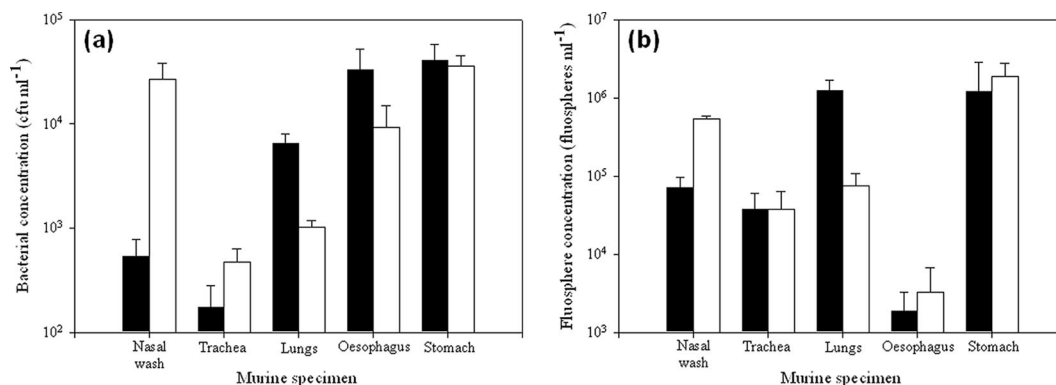 (a)
Bacterial concentration (cfu ml⁻¹)
10⁵
10⁴
10³
10²
Nasal
wash
Trachea
Lungs
Oesophagus
Stomach
Murine specimen
(b)
Fluosphere concentration (fluospheres ml⁻¹)
10⁷
10⁶
10⁵
10⁴
10³
Nasal
wash
Trachea
Lungs
Oesophagus
Stomach
Murine specimen